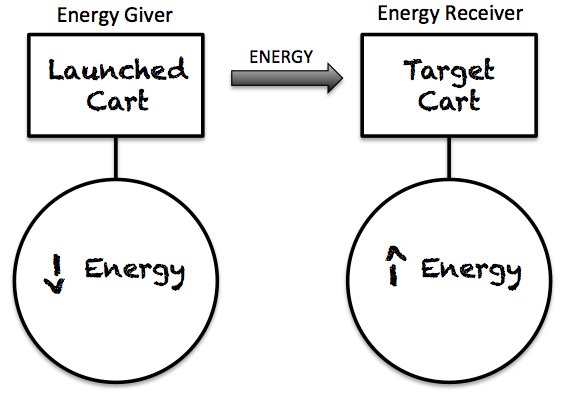 Energy Giver
Energy Receiver
Launched
Cart
ENERGY
Target
Cart
↓ Energy
↑ Energy